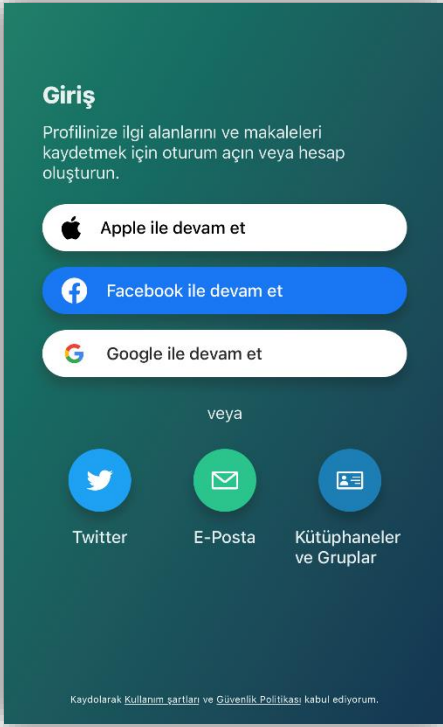 Giriş
Profilinize ilgi alanlarını ve makaleleri
kaydetmek için oturum açın veya hesap
oluşturun.
Apple ile devam et
Facebook ile devam et
Google ile devam et
veya
Twitter
E-Posta
Kütüphaneler
ve Gruplar
Kaydolarak Kullanım şartları ve Güvenlik Politikası kabul ediyorum.